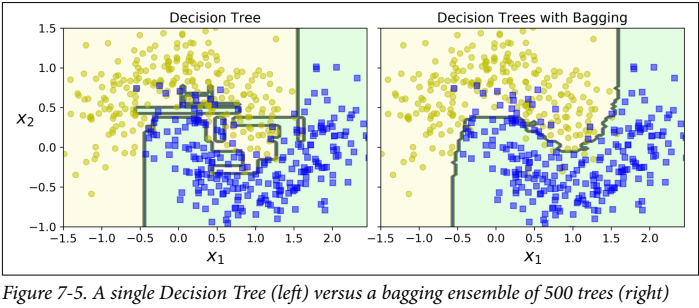 Decision Tree
Decision Trees with Bagging
1.5
1.0
0.5
0.0
−0.5
−1.0
x2
−1.5 −1.0 −0.5 0.0 0.5 1.0 1.5 2.0
−1.5 −1.0 −0.5 0.0 0.5 1.0 1.5 2.0
x1
x1
Figure 7-5. A single Decision Tree (left) versus a bagging ensemble of 500 trees (right)